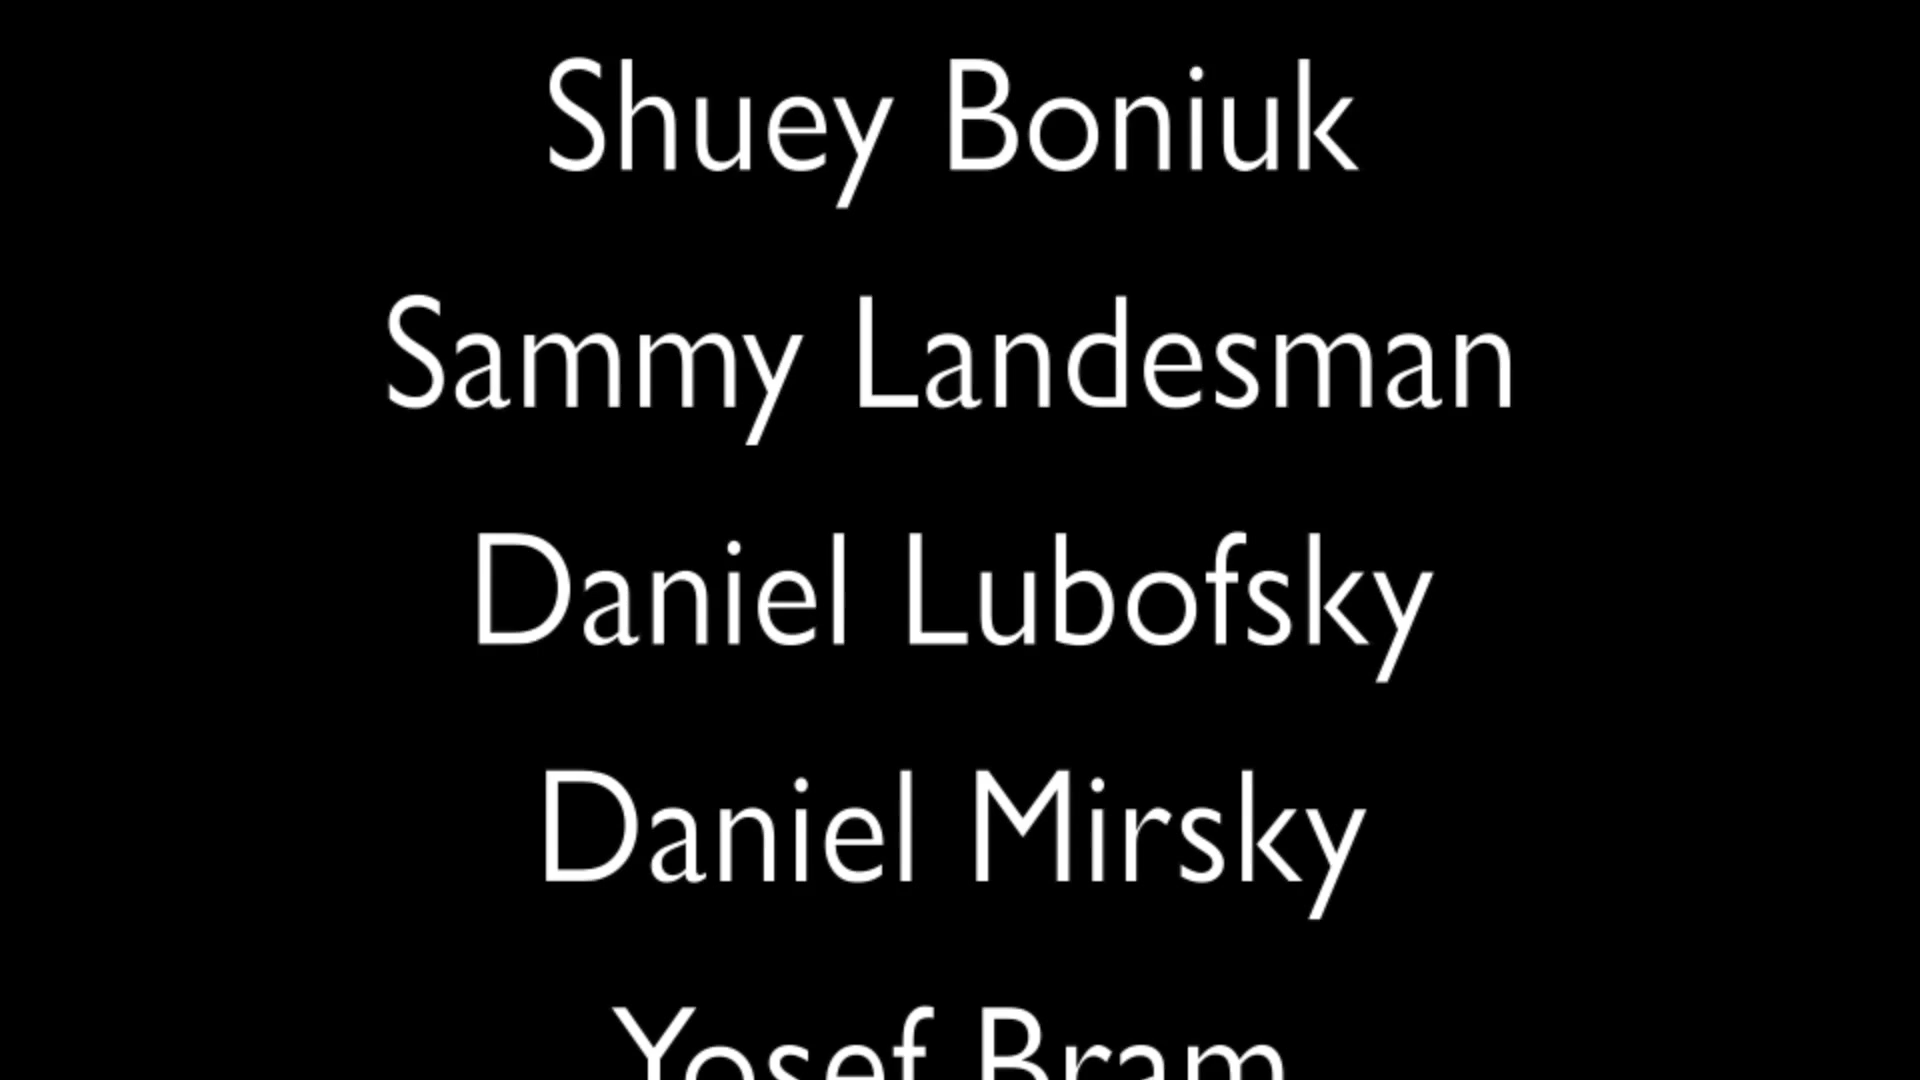 Shuey Boniuk
Sammy Landesman
Daniel Lubofsky
Daniel Mirsky
Yosef Bram